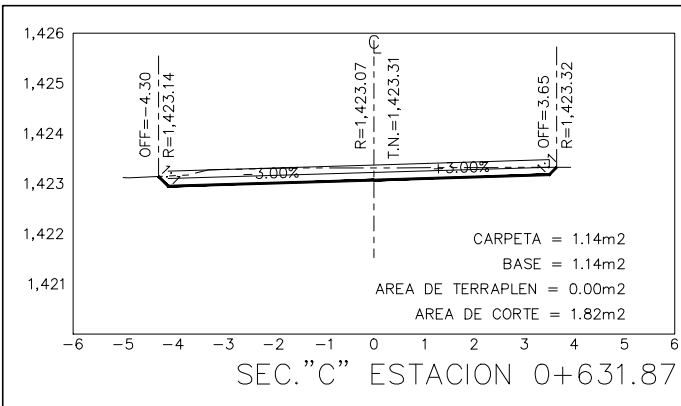 1,426
1,425
1,424
1,423
1,422
1,421
OFF=-4.30
R=1,423.14
℄
R=1,423.07
T.N.=1,423.31
OFF=3.65
R=1,423.32
-3.00%
+3.00%
CARPETA = 1.14m2
BASE = 1.14m2
AREA DE TERRAPLEN = 0.00m2
AREA DE CORTE = 1.82m2
-6 -5 -4 -3 -2 -1 0 1 2 3 4 5 6
SEC."C" ESTACION 0+631.87